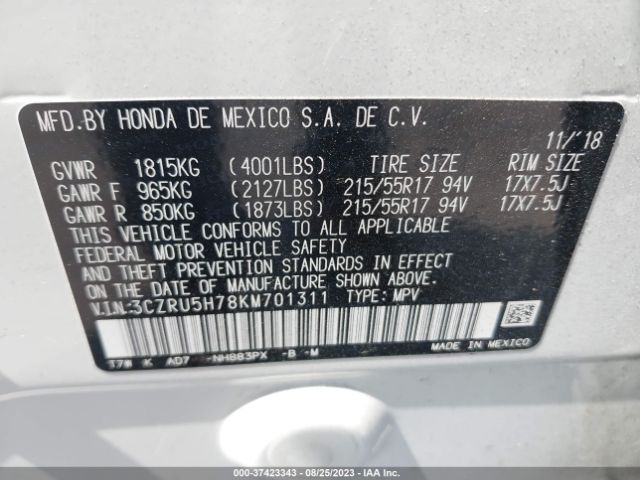 MFD.BY HONDA DE MEXICO S.A. DE C.V.
11/'18
GVWR 1815KG (4001LBS) TIRE SIZE RIM SIZE
GAWR F 965KG (2127LBS) 215/55R17 94V 17X7.5J
GAWR R 850KG (1873LBS) 215/55R17 94V 17X7.5J
THIS VEHICLE CONFORMS TO ALL APPLICABLE
FEDERAL MOTOR VEHICLE SAFETY
AND THEFT PREVENTION STANDARDS IN EFFECT
ON THE DATE OF MANUFACTURE SHOWN ABOVE.
V.I.N:3CZRU5H78KM701311 TYPE: MPV
K AD7 -NH883PX -B -M
MADE IN MEXICO
000-37423343 - 08/25/2023 - IAA Inc.